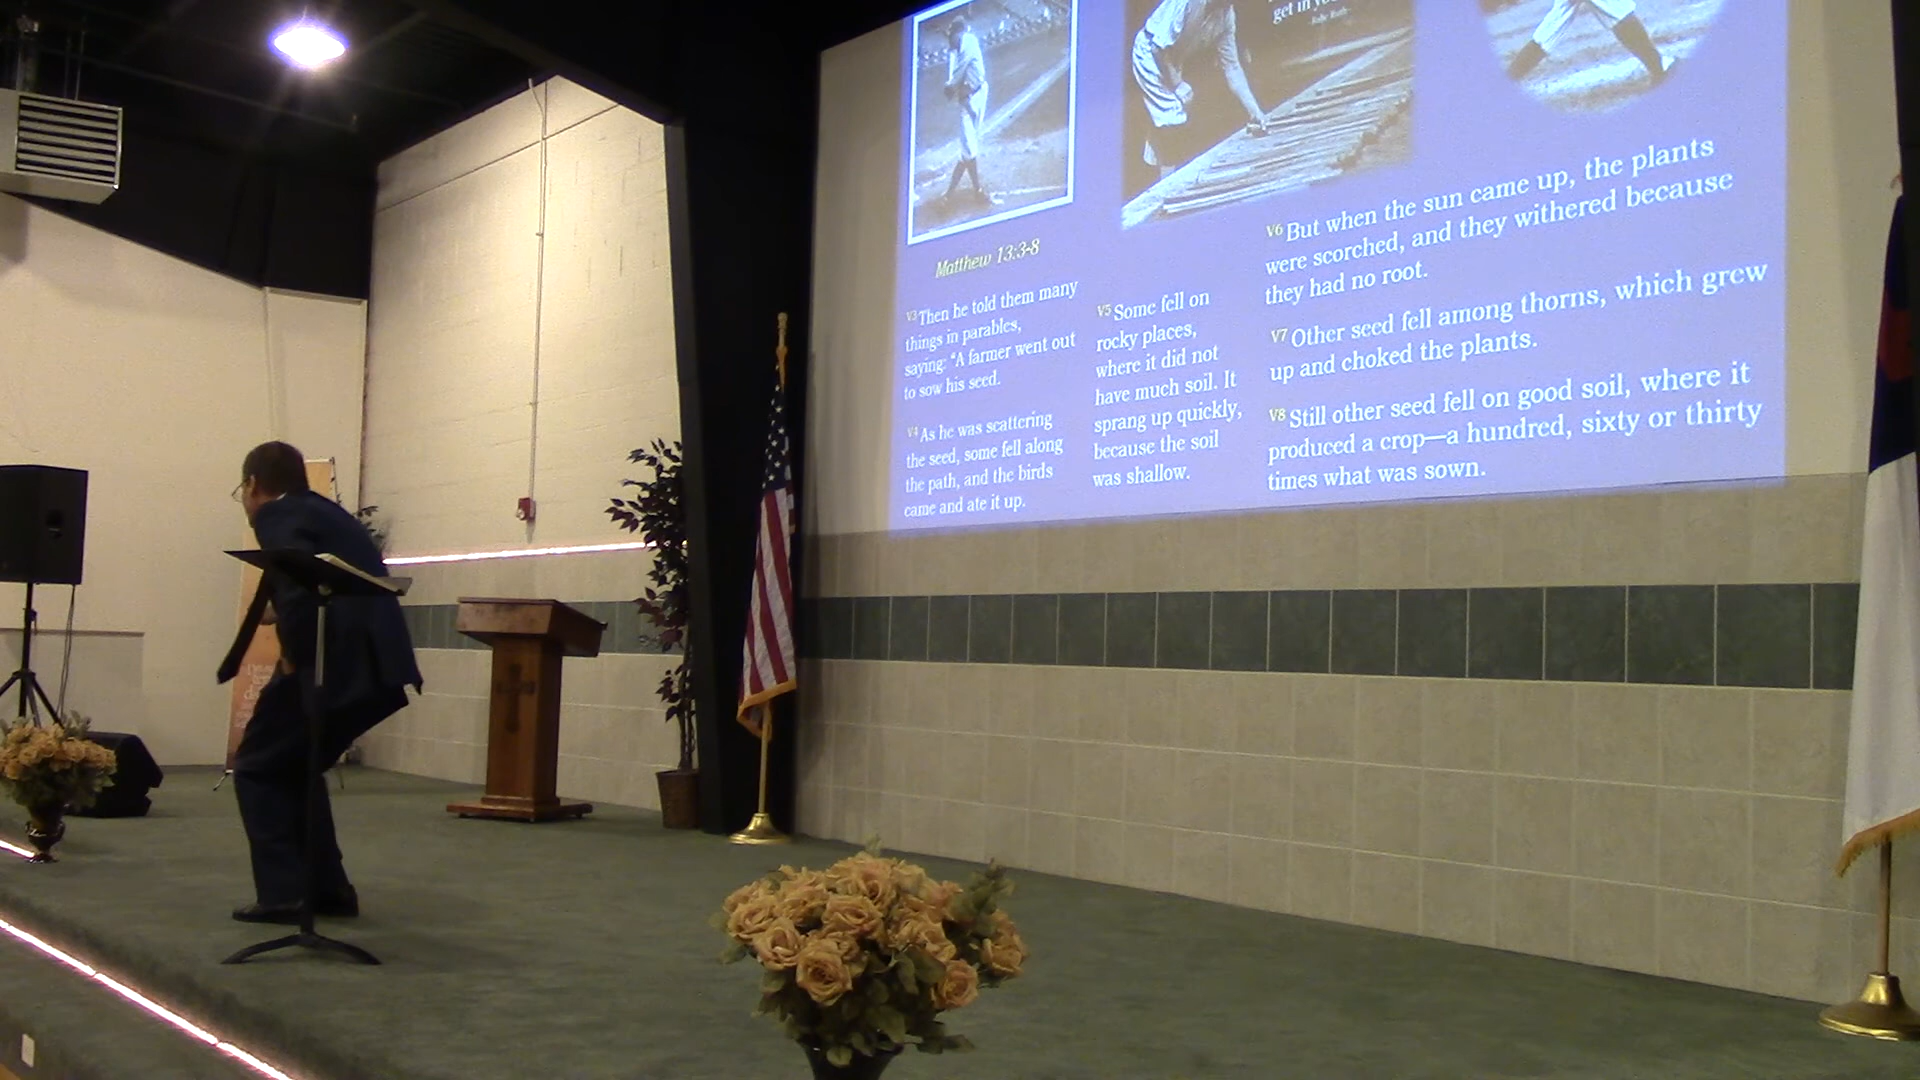 get in yo
- Babe Ruth
Matthew 13:3-8
V3 Then he told them many
things in parables,
saying: "A farmer went out
to sow his seed.
V4 As he was scattering
the seed, some fell along
the path, and the birds
came and ate it up.
V5 Some fell on
rocky places,
where it did not
have much soil. It
sprang up quickly,
because the soil
was shallow.
V6 But when the sun came up, the plants
were scorched, and they withered because
they had no root.
V7 Other seed fell among thorns, which grew
up and choked the plants.
V8 Still other seed fell on good soil, where it
produced a crop—a hundred, sixty or thirty
times what was sown.